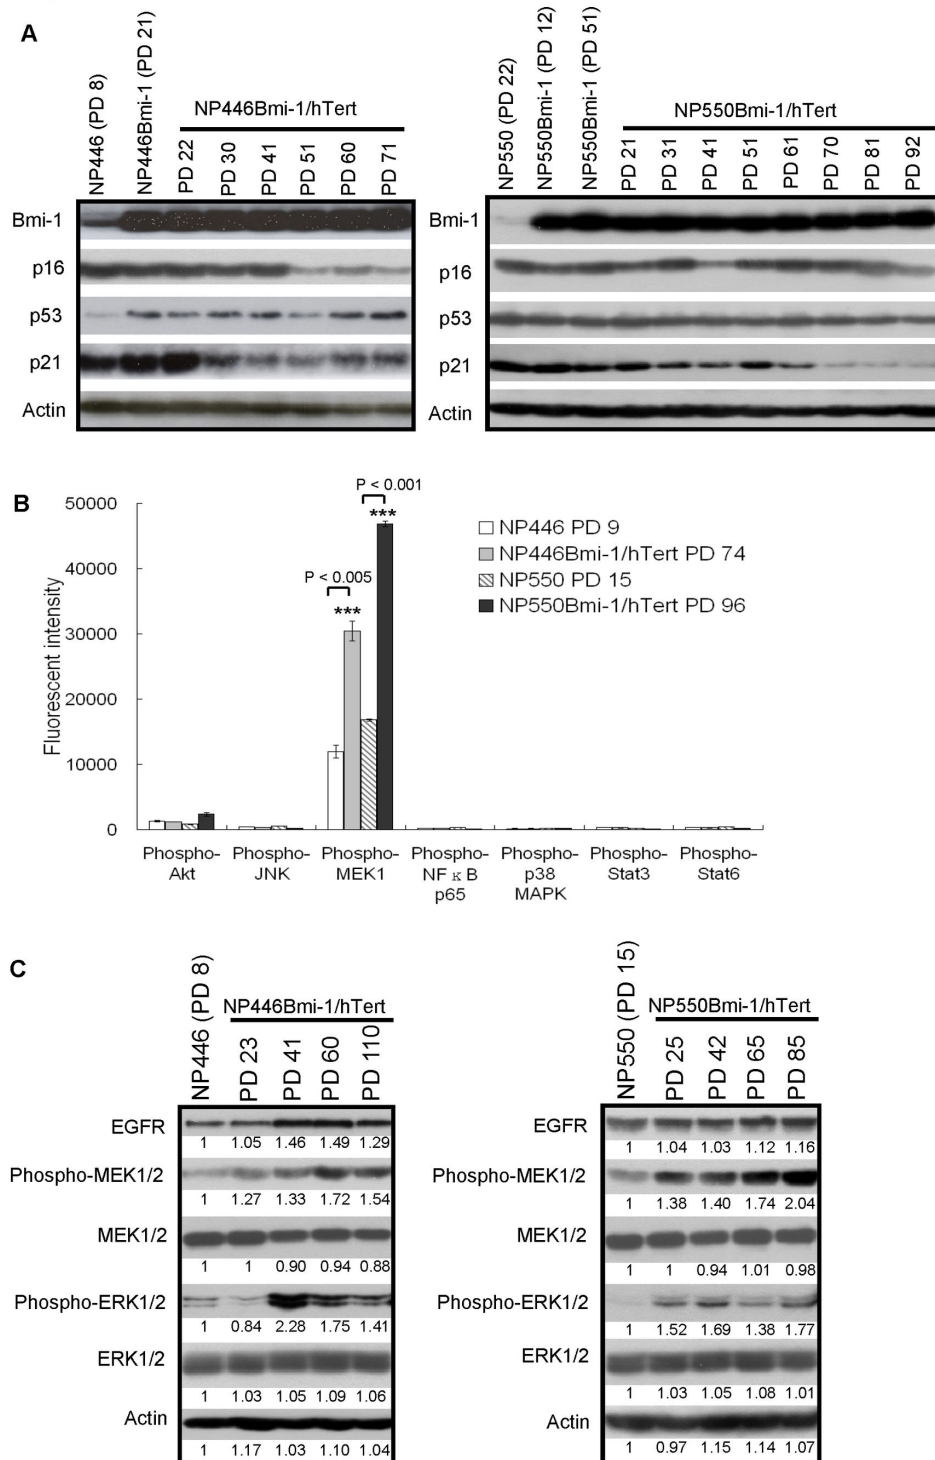 A
NP446 (PD 8)
NP446Bmi-1 (PD 21)
NP446Bmi-1/hTert
PD 22
PD 30
PD 41
PD 51
PD 60
PD 71
Bmi-1
p16
p53
p21
Actin
NP550 (PD 22)
NP550Bmi-1 (PD 12)
NP550Bmi-1 (PD 51)
NP550Bmi-1/hTert
PD 21
PD 31
PD 41
PD 51
PD 61
PD 70
PD 81
PD 92
Bmi-1
p16
p53
p21
Actin
B
Fluorescent intensity
50000
40000
30000
20000
10000
0
P < 0.005
***
P < 0.001
***
NP446 PD 9
NP446Bmi-1/hTert PD 74
NP550 PD 15
NP550Bmi-1/hTert PD 96
Phospho-
Akt
Phospho-
JNK
Phospho-
MEK1
Phospho-
NFκB
p65
Phospho-
p38
MAPK
Phospho-
Stat3
Phospho-
Stat6
C
NP446 (PD 8)
NP446Bmi-1/hTert
PD 23
PD 41
PD 60
PD 110
EGFR
1 1.05 1.46 1.49 1.29
Phospho-MEK1/2
1 1.27 1.33 1.72 1.54
MEK1/2
1 1 0.90 0.94 0.88
Phospho-ERK1/2
1 0.84 2.28 1.75 1.41
ERK1/2
1 1.03 1.05 1.09 1.06
Actin
1 1.17 1.03 1.10 1.04
NP550 (PD 15)
NP550Bmi-1/hTert
PD 25
PD 42
PD 65
PD 85
EGFR
1 1.04 1.03 1.12 1.16
Phospho-MEK1/2
1 1.38 1.40 1.74 2.04
MEK1/2
1 1 0.94 1.01 0.98
Phospho-ERK1/2
1 1.52 1.69 1.38 1.77
ERK1/2
1 1.03 1.05 1.08 1.01
Actin
1 0.97 1.15 1.14 1.07